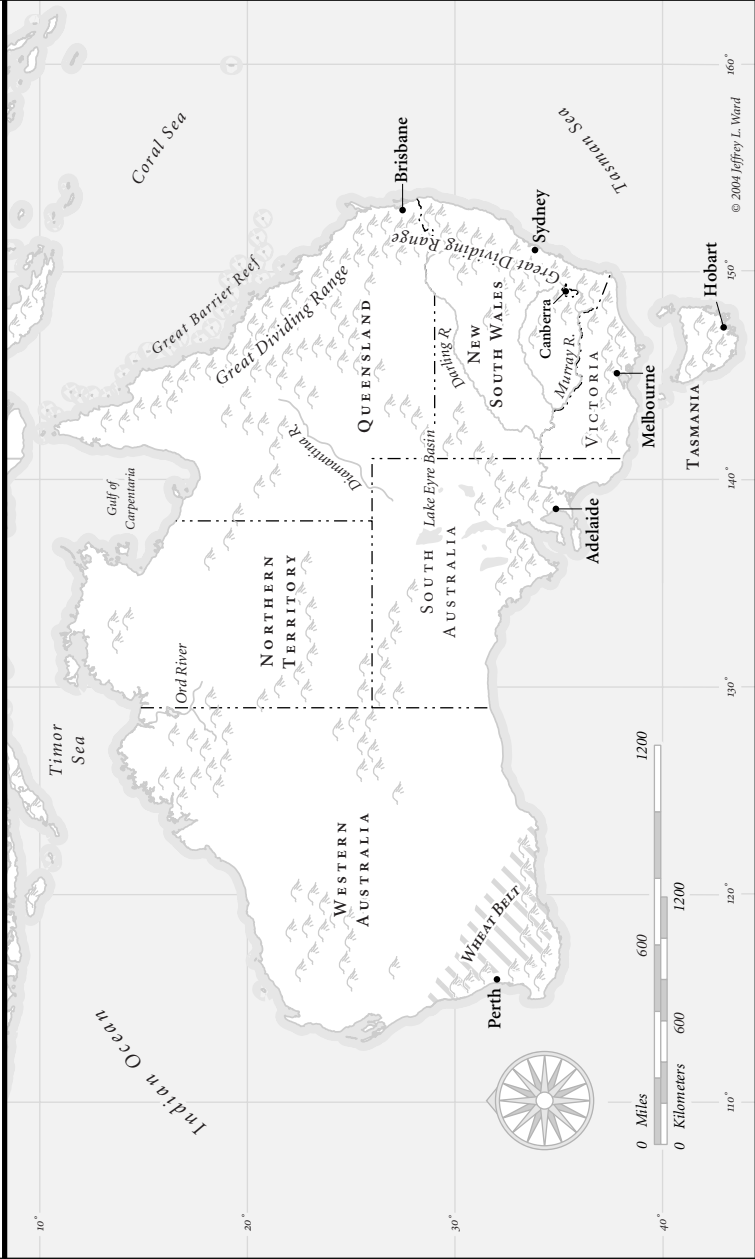 Indian Ocean
Timor
Sea
Gulf of
Carpentaria
Coral Sea
Great Barrier Reef
Great Dividing Range
Ord River
NORTHERN
TERRITORY
QUEENSLAND
Diamantina R.
WESTERN
AUSTRALIA
SOUTH
AUSTRALIA
Lake Eyre Basin
Darling R
NEW
SOUTH WALES
Great Dividing Range
Brisbane
WHEAT BELT
Perth
Adelaide
Canberra
Murray R.
VICTORIA
Sydney
Melbourne
TASMANIA
Hobart
Tasman Sea
0 Miles 600 1200
0 Kilometers 600 1200
10°
20°
30°
40°
110°
120°
130°
140°
150°
160°
© 2004 Jeffrey L. Ward